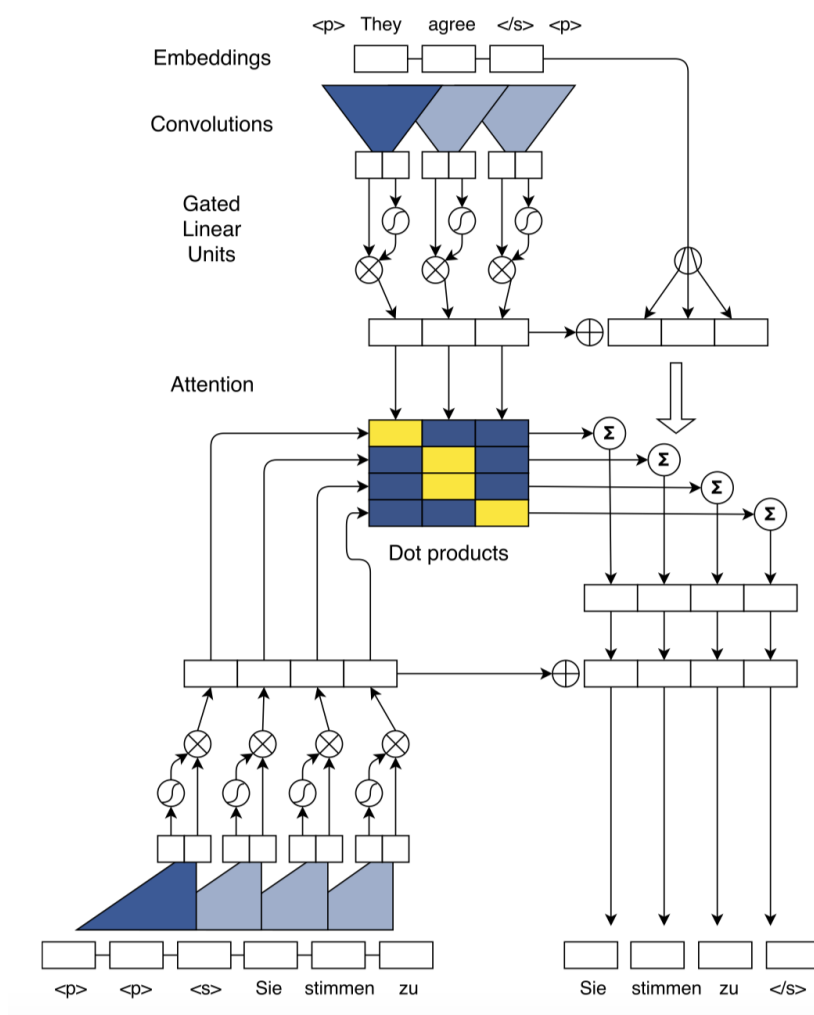 <p> They agree </s> <p>
Embeddings
Convolutions
Gated
Linear
Units
Attention
Σ
Σ
Σ
Σ
Dot products
<p> <p> <s> Sie stimmen zu
Sie stimmen zu </s>